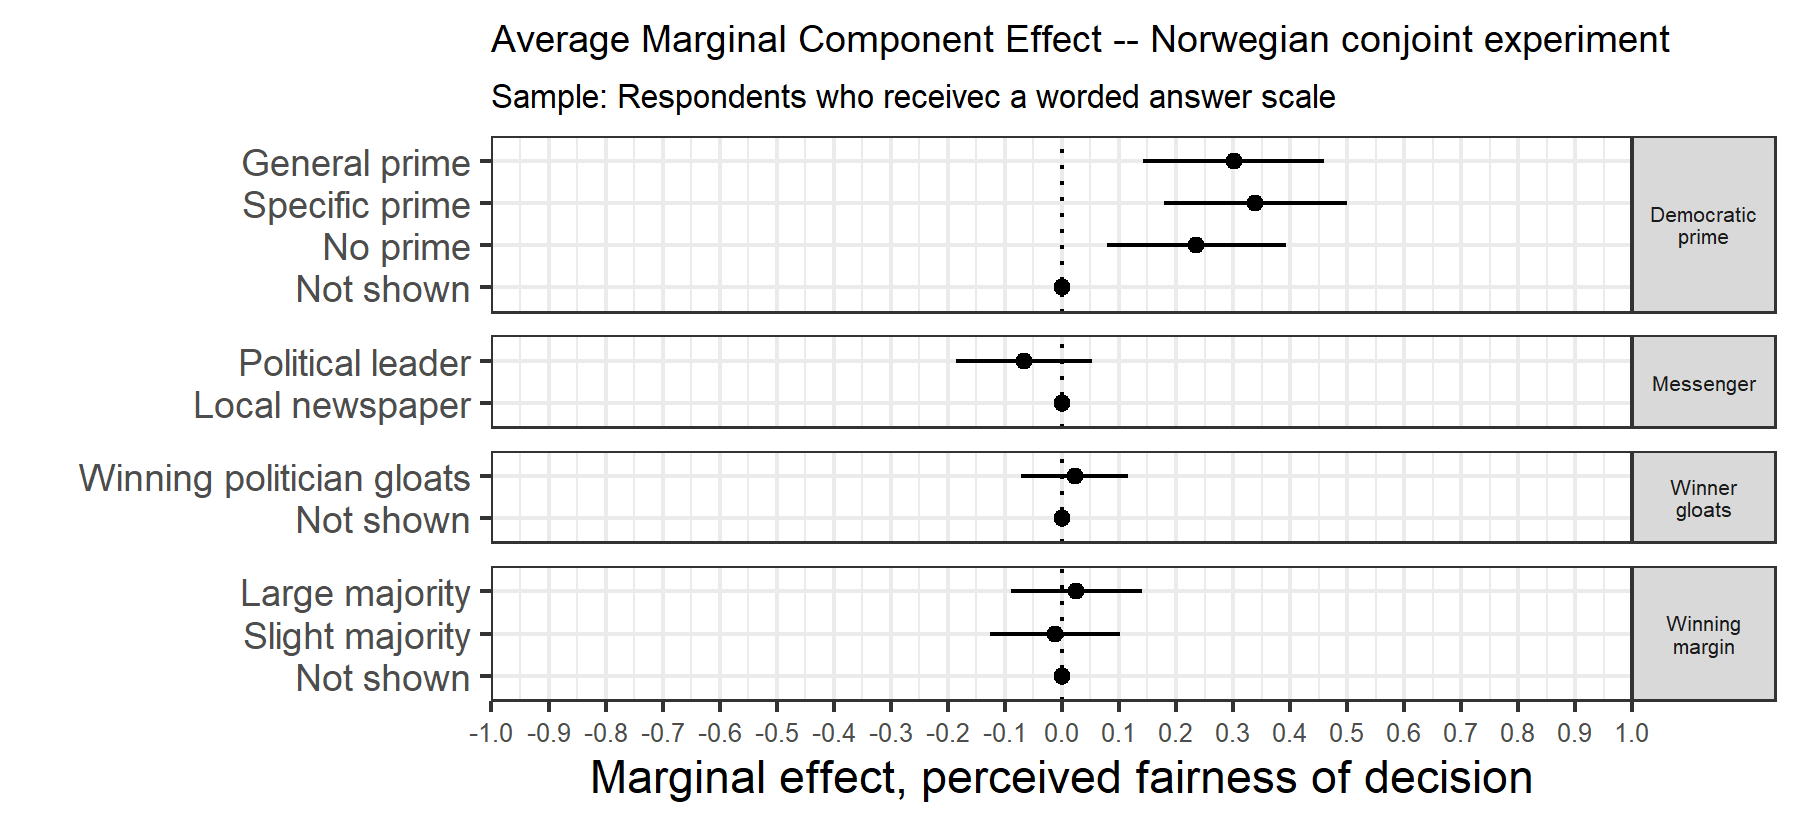 Average Marginal Component Effect -- Norwegian conjoint experiment
Sample: Respondents who receivec a worded answer scale
General prime
Specific prime
No prime
Not shown
Democratic
prime
Political leader
Local newspaper
Messenger
Winning politician gloats
Not shown
Winner
gloats
Large majority
Slight majority
Not shown
Winning
margin
-1.0 -0.9 -0.8 -0.7 -0.6 -0.5 -0.4 -0.3 -0.2 -0.1 0.0 0.1 0.2 0.3 0.4 0.5 0.6 0.7 0.8 0.9 1.0
Marginal effect, perceived fairness of decision